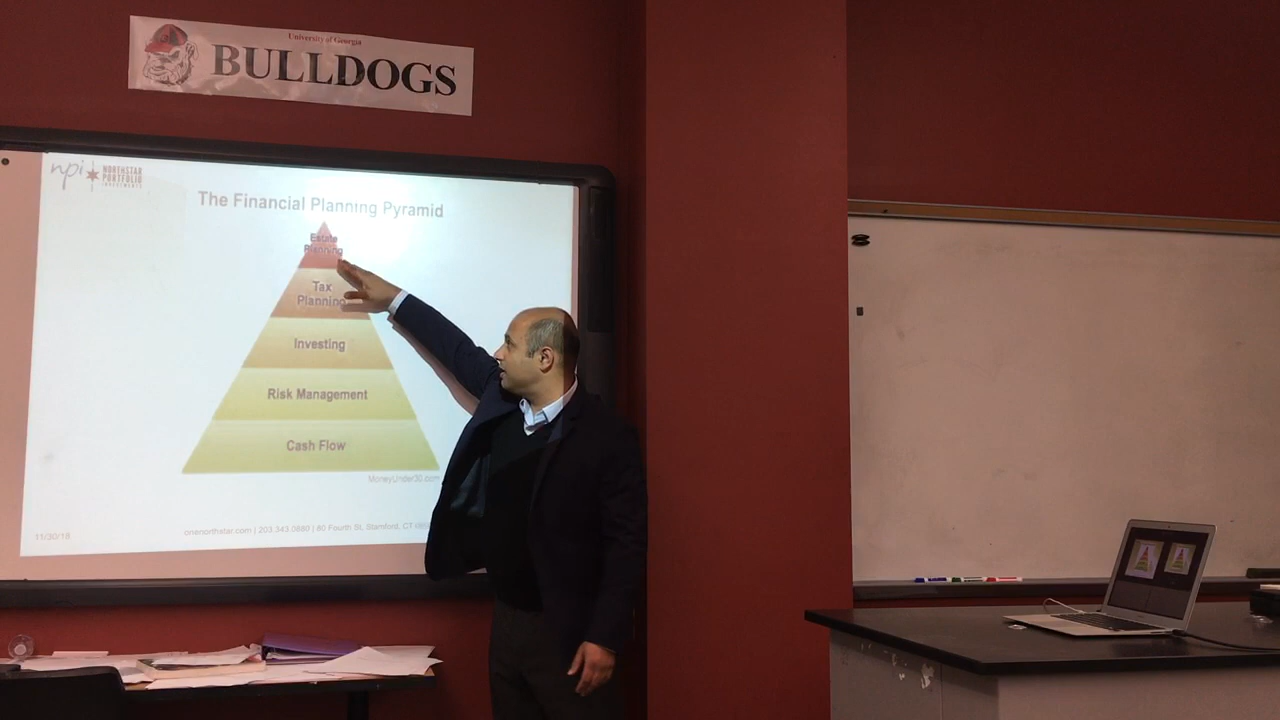 University of Georgia
BULLDOGS
npi NORTHSTAR
PORTFOLIO
INVESTMENTS
The Financial Planning Pyramid
Estate
Planning
Tax
Planning
Investing
Risk Management
Cash Flow
MoneyUnder30.com
11/30/18
onenorthstar.com | 203.343.0880 | 80 Fourth St, Stamford, CT